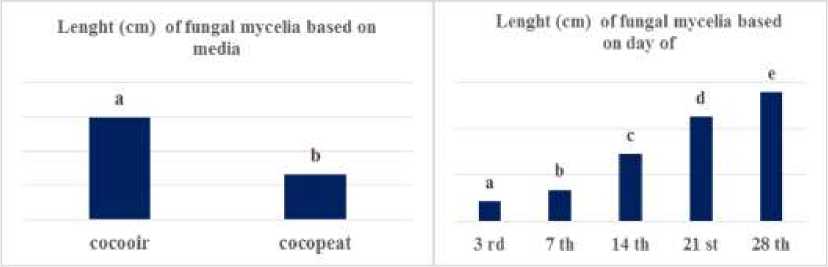 Lenght (cm) of fungal mycelia based on
media
a
b
cocooir
cocopeat
Lenght (cm) of fungal mycelia based
on day of
a
b
c
d
e
3 rd
7 th
14 th
21 st
28 th